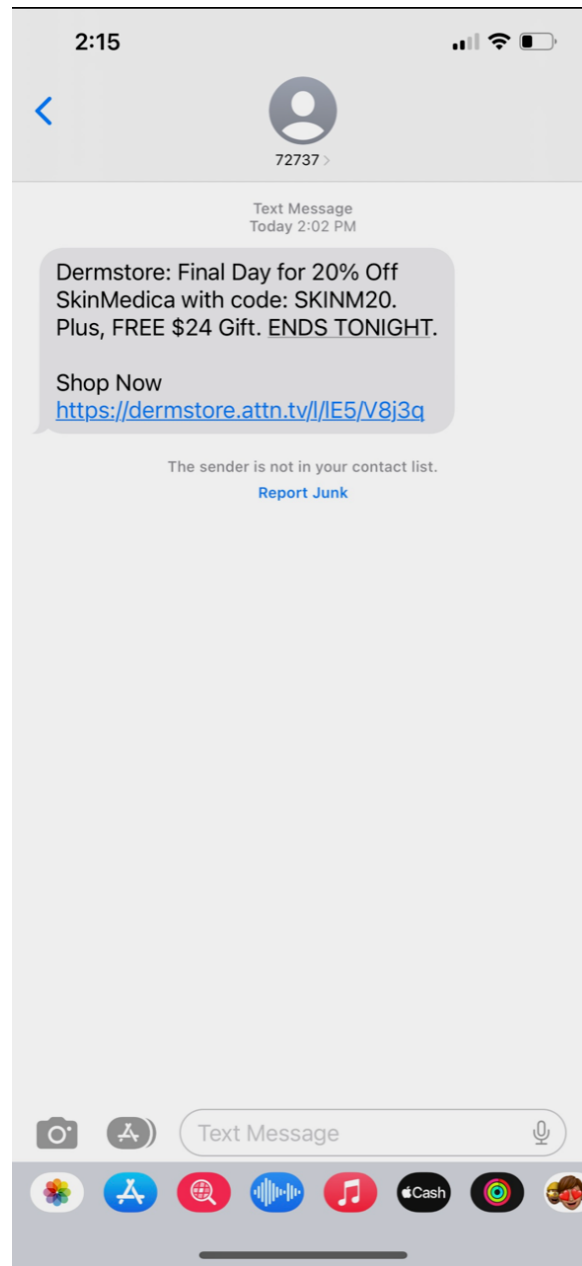 2:15
72737 >
Text Message
Today 2:02 PM
Dermstore: Final Day for 20% Off
SkinMedica with code: SKINM20.
Plus, FREE $24 Gift. ENDS TONIGHT.
Shop Now
https://dermstore.attn.tv/l/lE5/V8j3q
The sender is not in your contact list.
Report Junk
Text Message
Cash